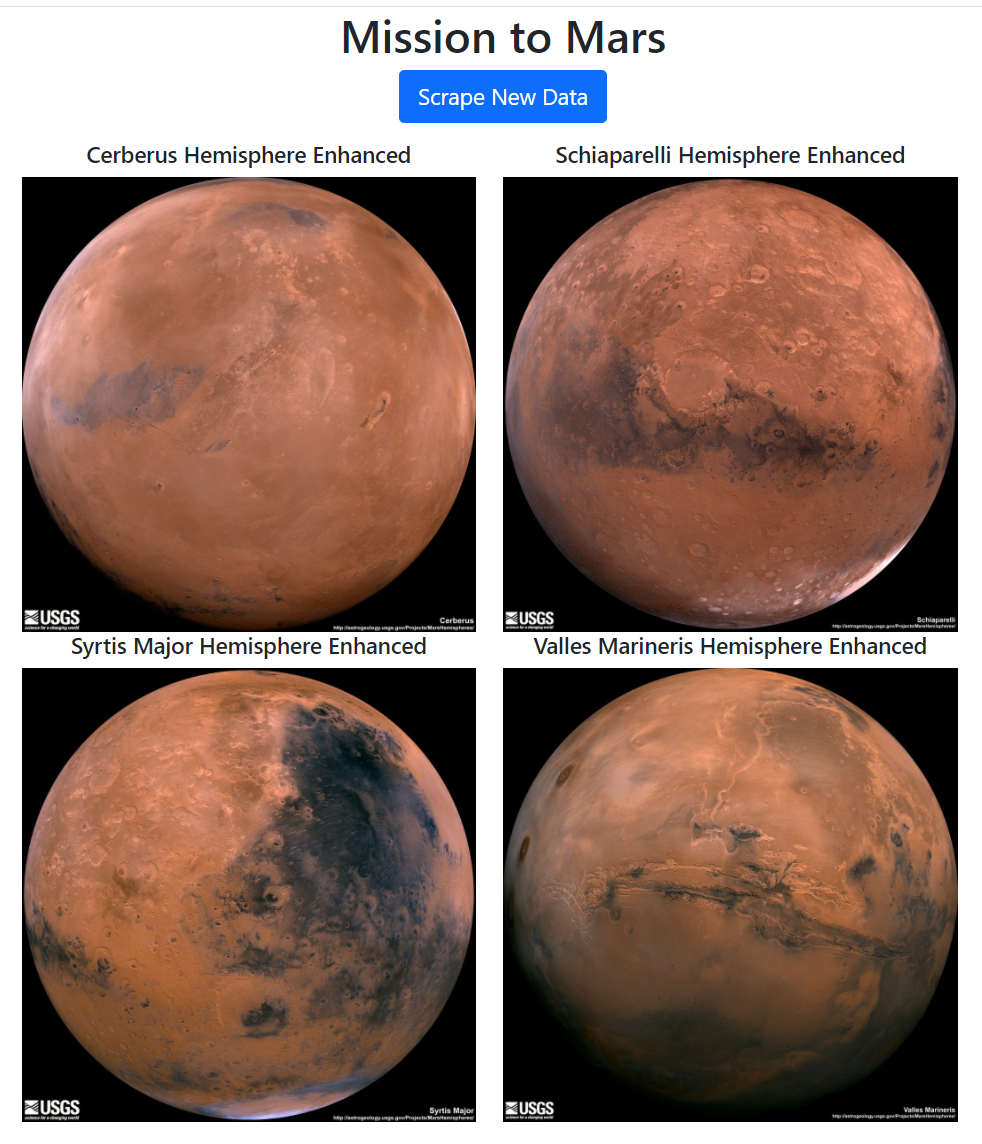 Mission to Mars
Scrape New Data
Cerberus Hemisphere Enhanced
Schiaparelli Hemisphere Enhanced
USGS
science for a changing world
Cerberus
http://astrogeology.usgs.gov/Projects/MarsHemispheres/
USGS
science for a changing world
Schiaparelli
http://astrogeology.usgs.gov/Projects/MarsHemispheres/
Syrtis Major Hemisphere Enhanced
Valles Marineris Hemisphere Enhanced
USGS
science for a changing world
Syrtis Major
http://astrogeology.usgs.gov/Projects/MarsHemispheres/
USGS
science for a changing world
Valles Marineris
http://astrogeology.usgs.gov/Projects/MarsHemispheres/